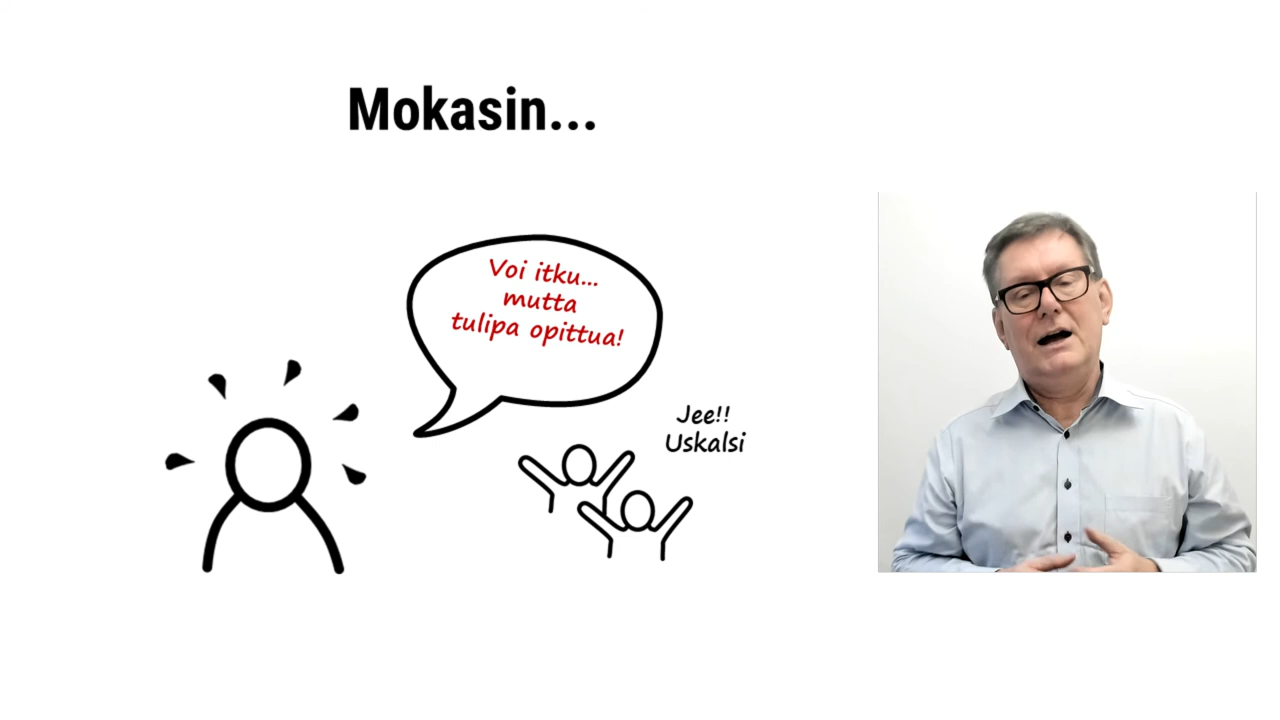 Mokasin...
Voi itku...
mutta
tulipa opittua!
Jee!!
Uskalsi